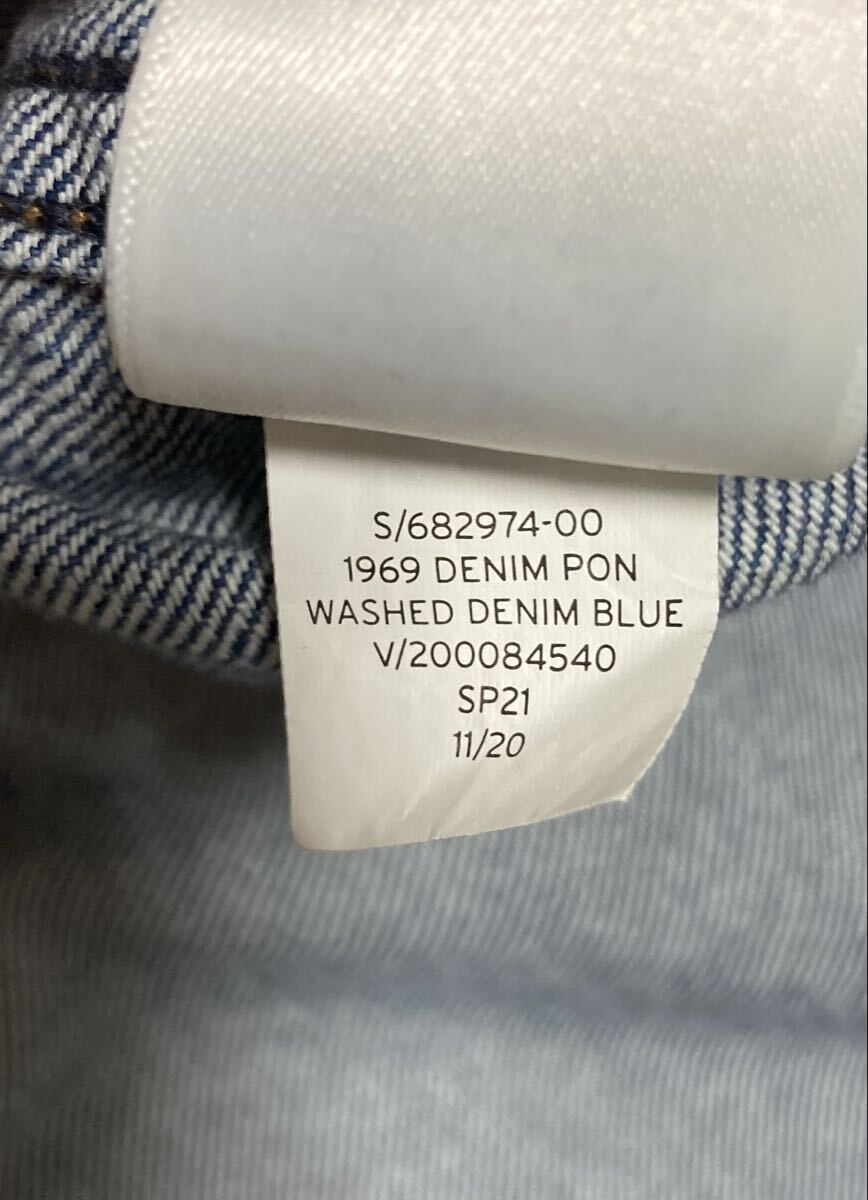 S/682974-00
1969 DENIM PON
WASHED DENIM BLUE
V/200084540
SP21
11/20